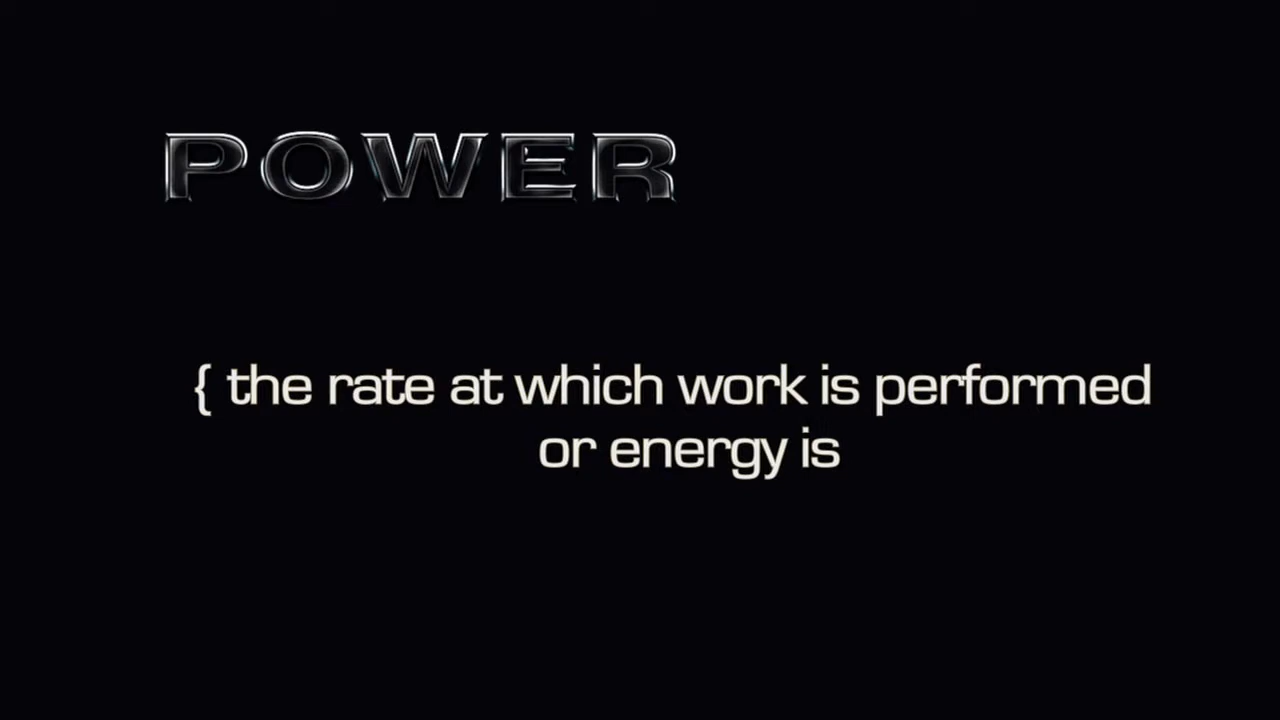 POWER
{ the rate at which work is performed
or energy is